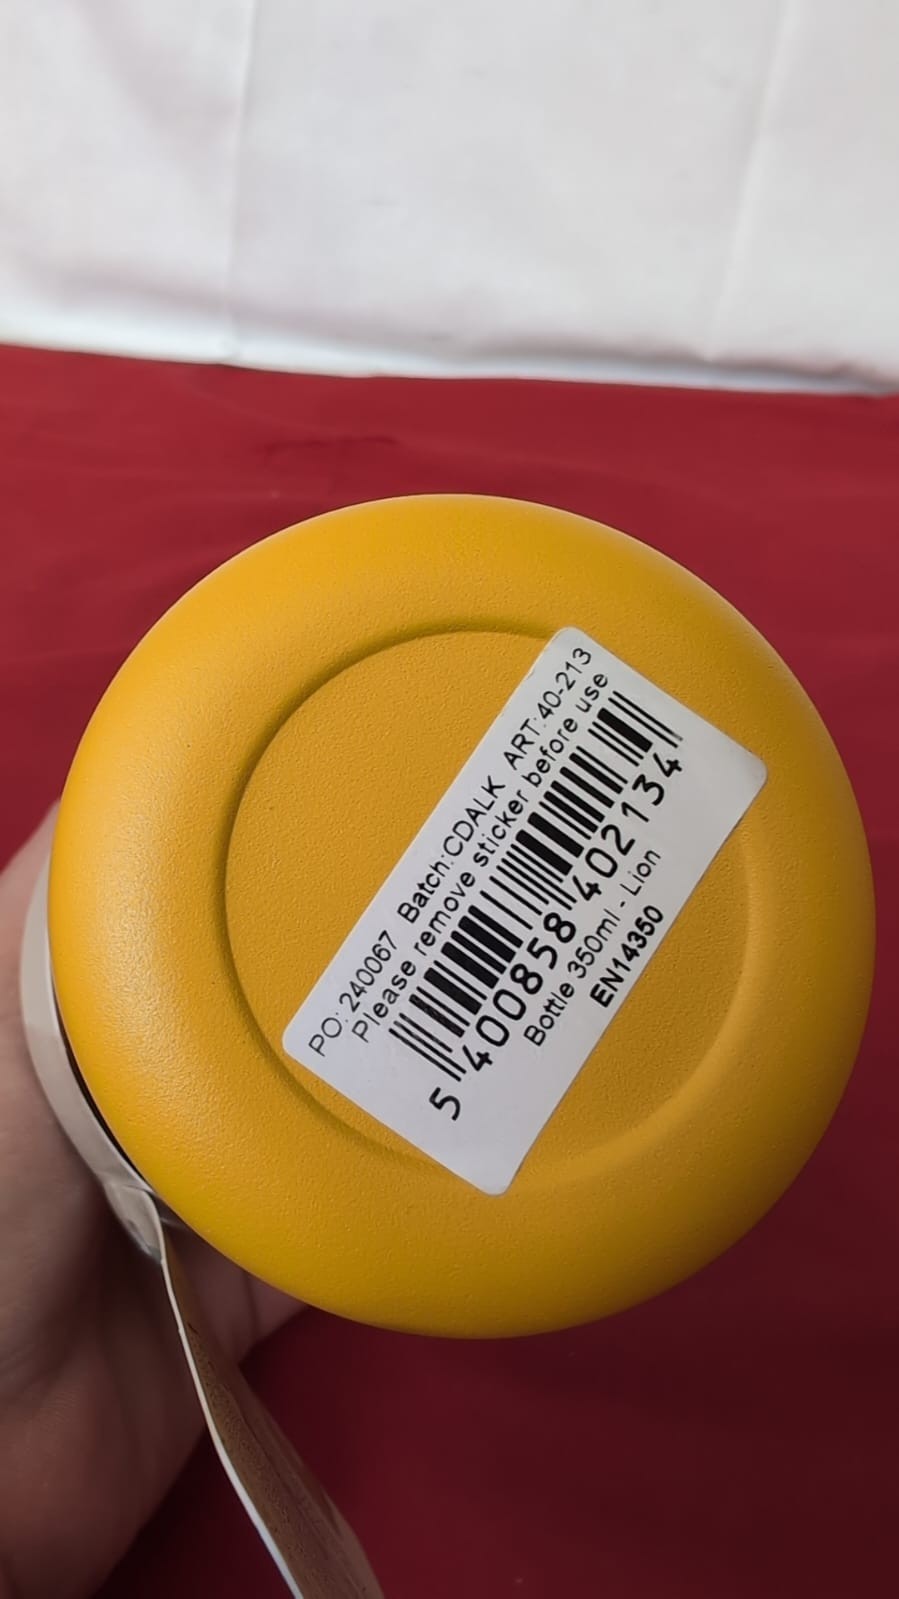 PO: 240067 Batch:CDALK ART:40-213
Please remove sticker before use
5 400858 402134
Bottle 350ml - Lion
EN14350